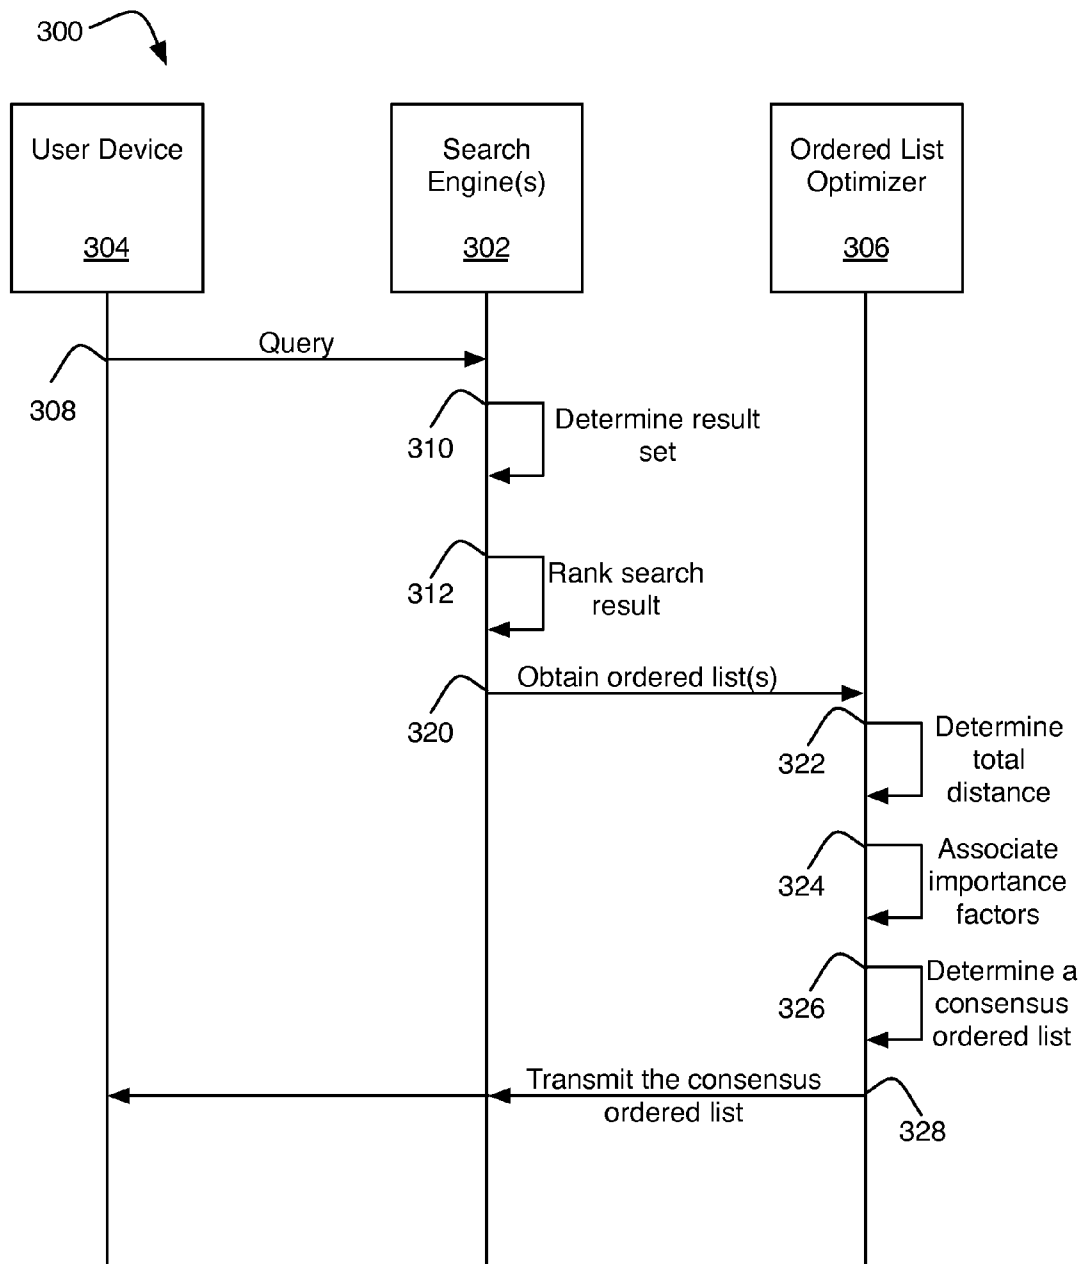 300
User Device
304
Search
Engine(s)
302
Ordered List
Optimizer
306
Query
308
310
Determine result
set
312
Rank search
result
Obtain ordered list(s)
320
322
Determine
total
distance
324
Associate
importance
factors
326
Determine a
consensus
ordered list
Transmit the consensus
ordered list
328